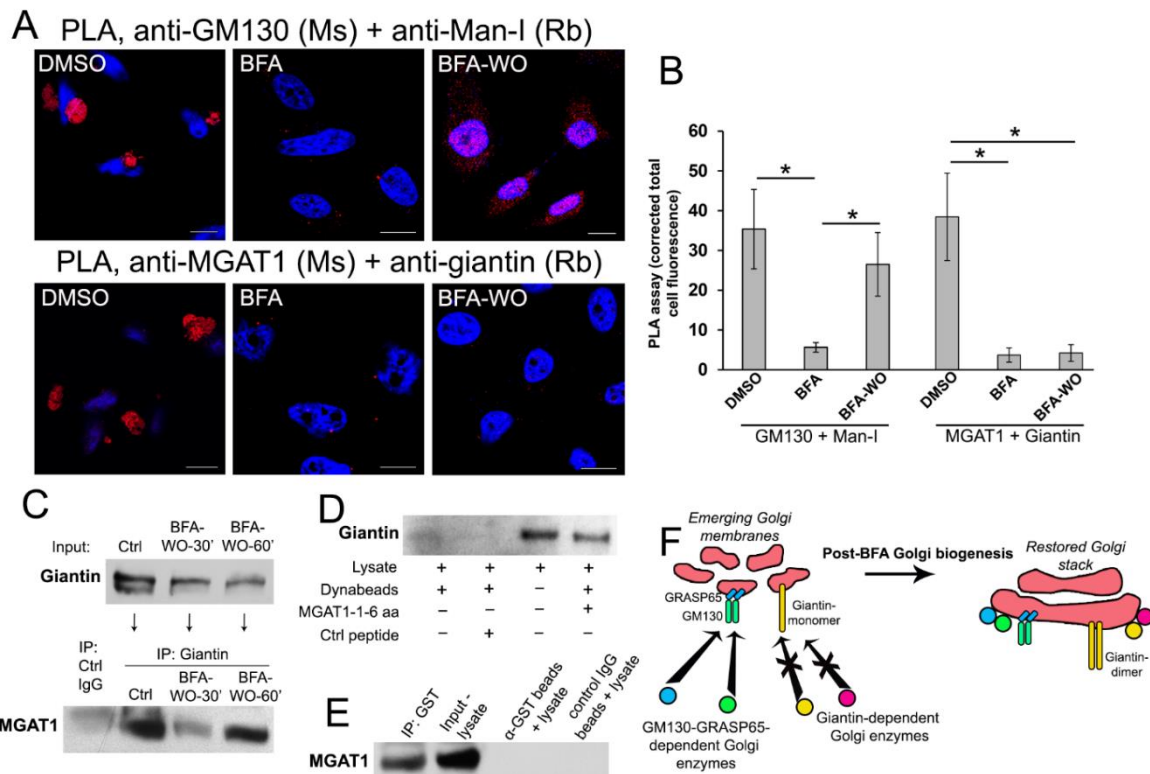 A
PLA, anti-GM130 (Ms) + anti-Man-I (Rb)
DMSO
BFA
BFA-WO
PLA, anti-MGAT1 (Ms) + anti-giantin (Rb)
DMSO
BFA
BFA-WO
B
PLA assay (corrected total
cell fluorescence
60
50
40
30
20
10
0
*
*
*
*
DMSO
BFA
BFA-WO
DMSO
BFA
BFA-WO
GM130 + Man-I
MGAT1 + Giantin
C
Input:
Ctrl
BFA-
WO-30'
BFA-
WO-60'
Giantin
↓ ↓ ↓
IP:
Ctrl
IgG
IP: Giantin
Ctrl
BFA-
WO-30'
BFA-
WO-60'
MGAT1
D
Giantin
Lysate + + + +
Dynabeads + + − +
MGAT1-1-6 aa − − − +
Ctrl peptide − + − −
E
IP: GST
Input -
lysate
α-GST beads
+ lysate
control IgG
beads + lysate
MGAT1
F
Emerging Golgi
membranes
GRASP65
GM130
Giantin-
monomer
GM130-GRASP65-
dependent Golgi
enzymes
Giantin-dependent
Golgi enzymes
Post-BFA Golgi biogenesis
Restored Golgi
stack
Giantin-
dimer